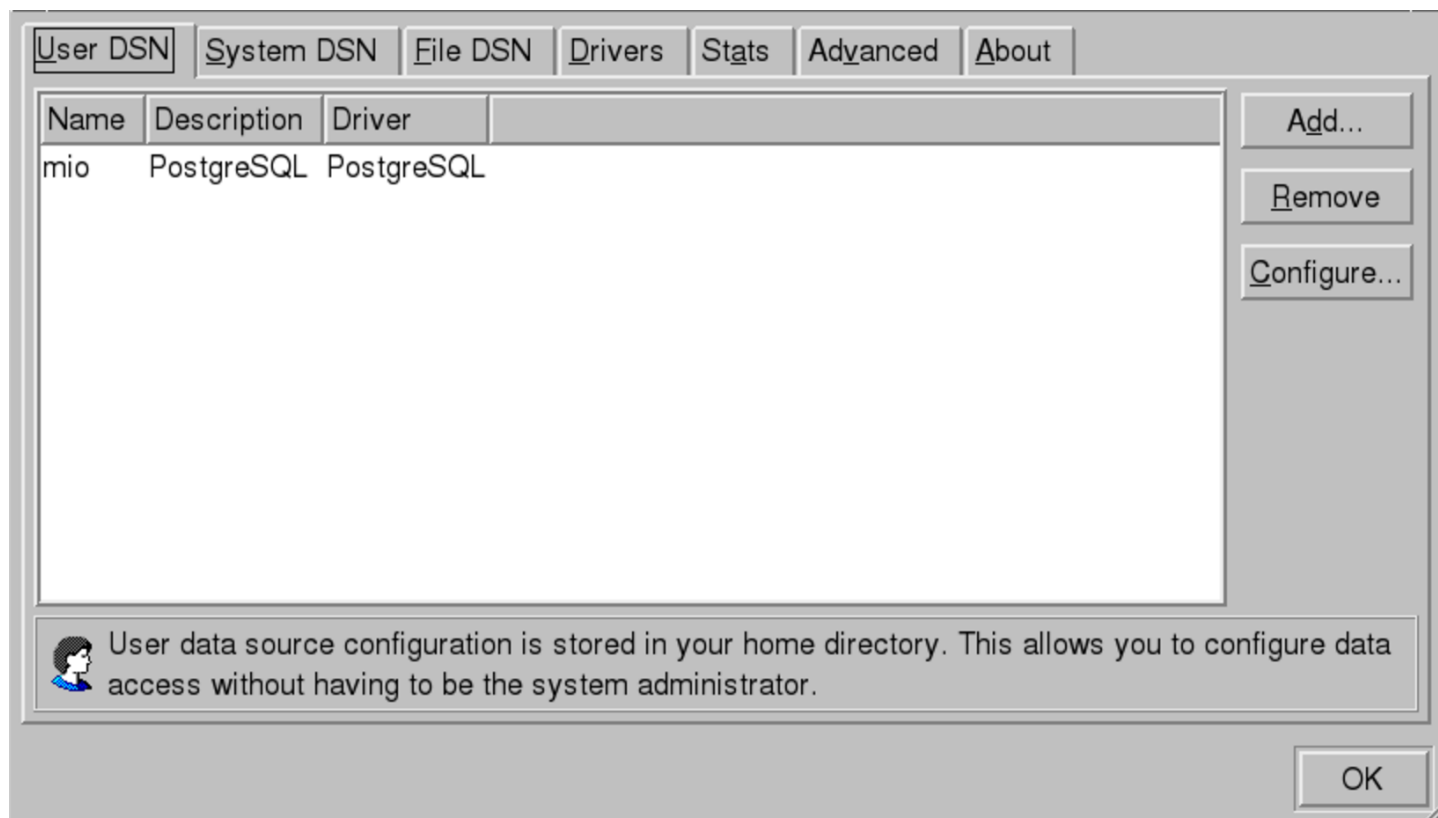 User DSN System DSN File DSN Drivers Stats Advanced About
Name Description Driver
mio PostgreSQL PostgreSQL
Add...
Remove
Configure...
User data source configuration is stored in your home directory. This allows you to configure data
access without having to be the system administrator.
OK